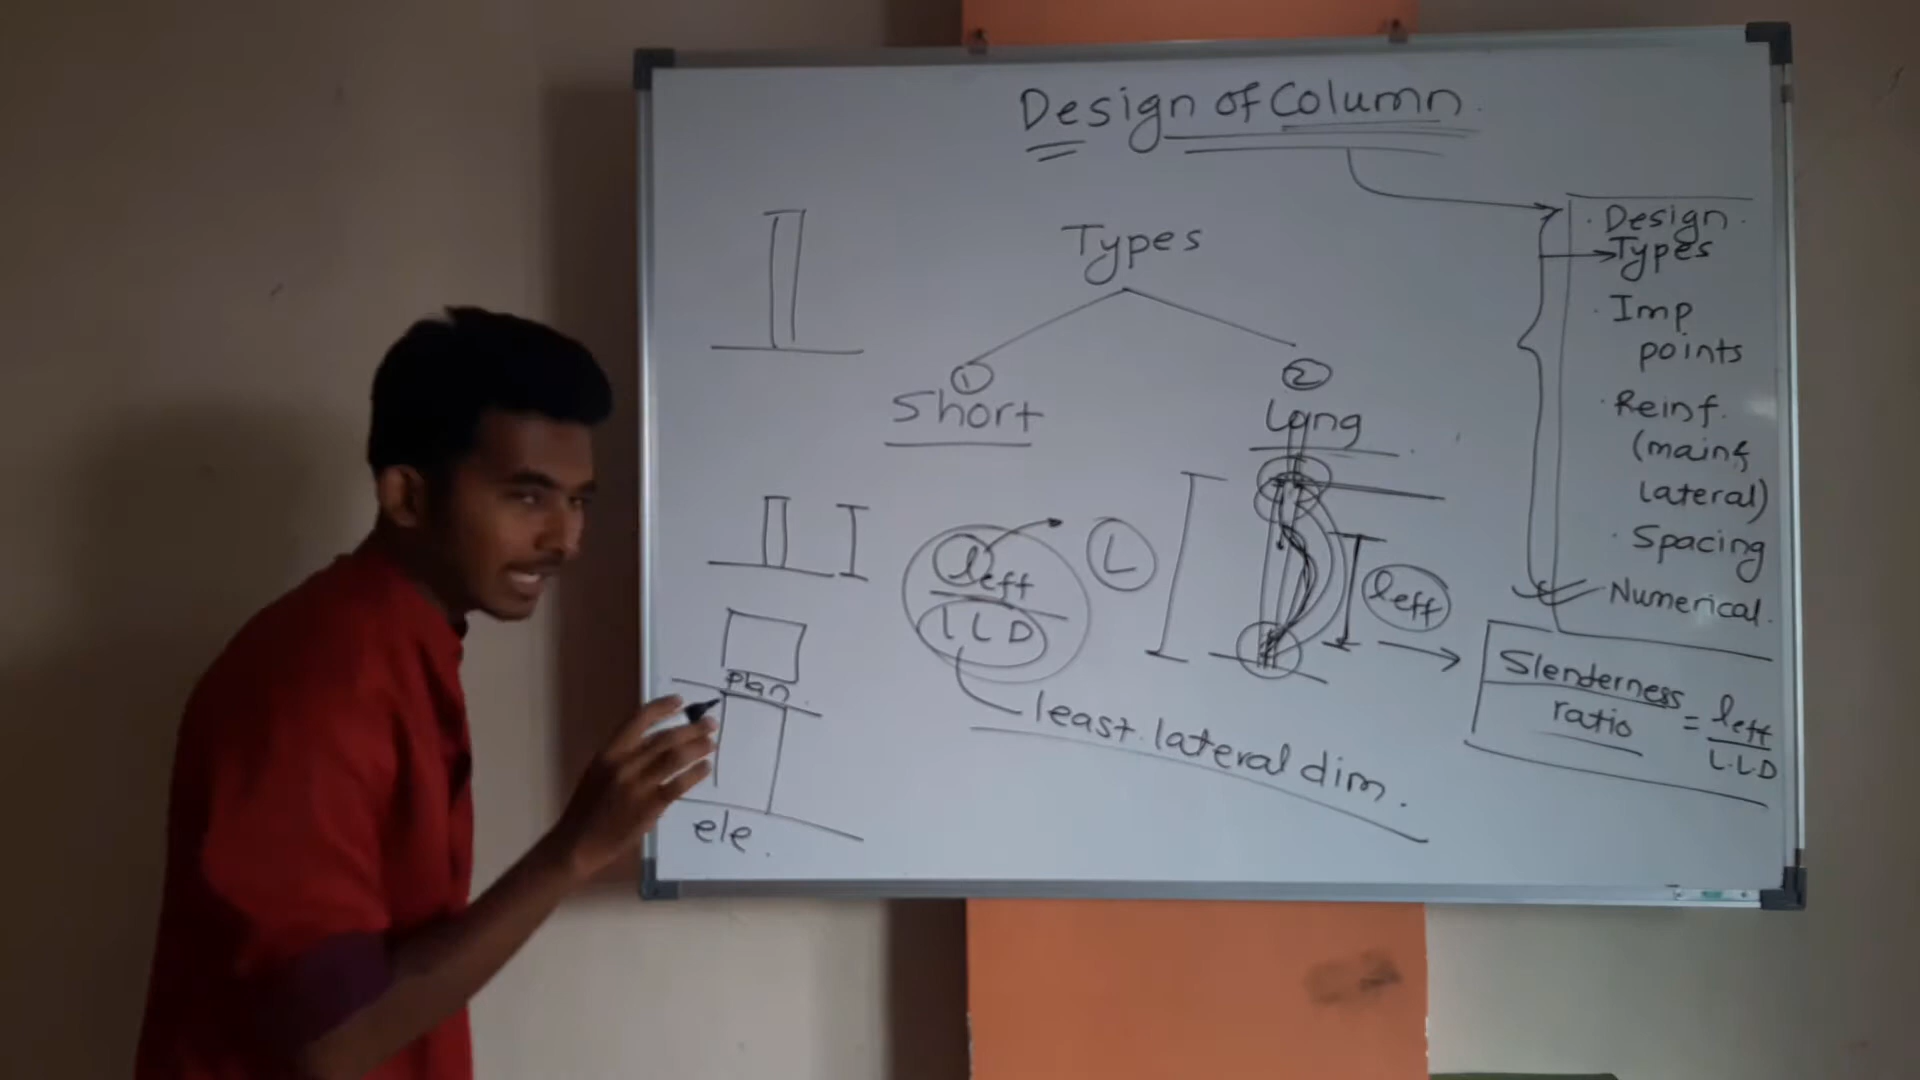 Design of Column.
Types
①
Short
②
Long
leff
LLD
L
leff
least lateral dim.
plan.
ele.
· Design.
Types
· Imp
points
· Reinf.
(main &
lateral)
· Spacing
Numerical.
Slenderness
ratio
= leff
L.L.D